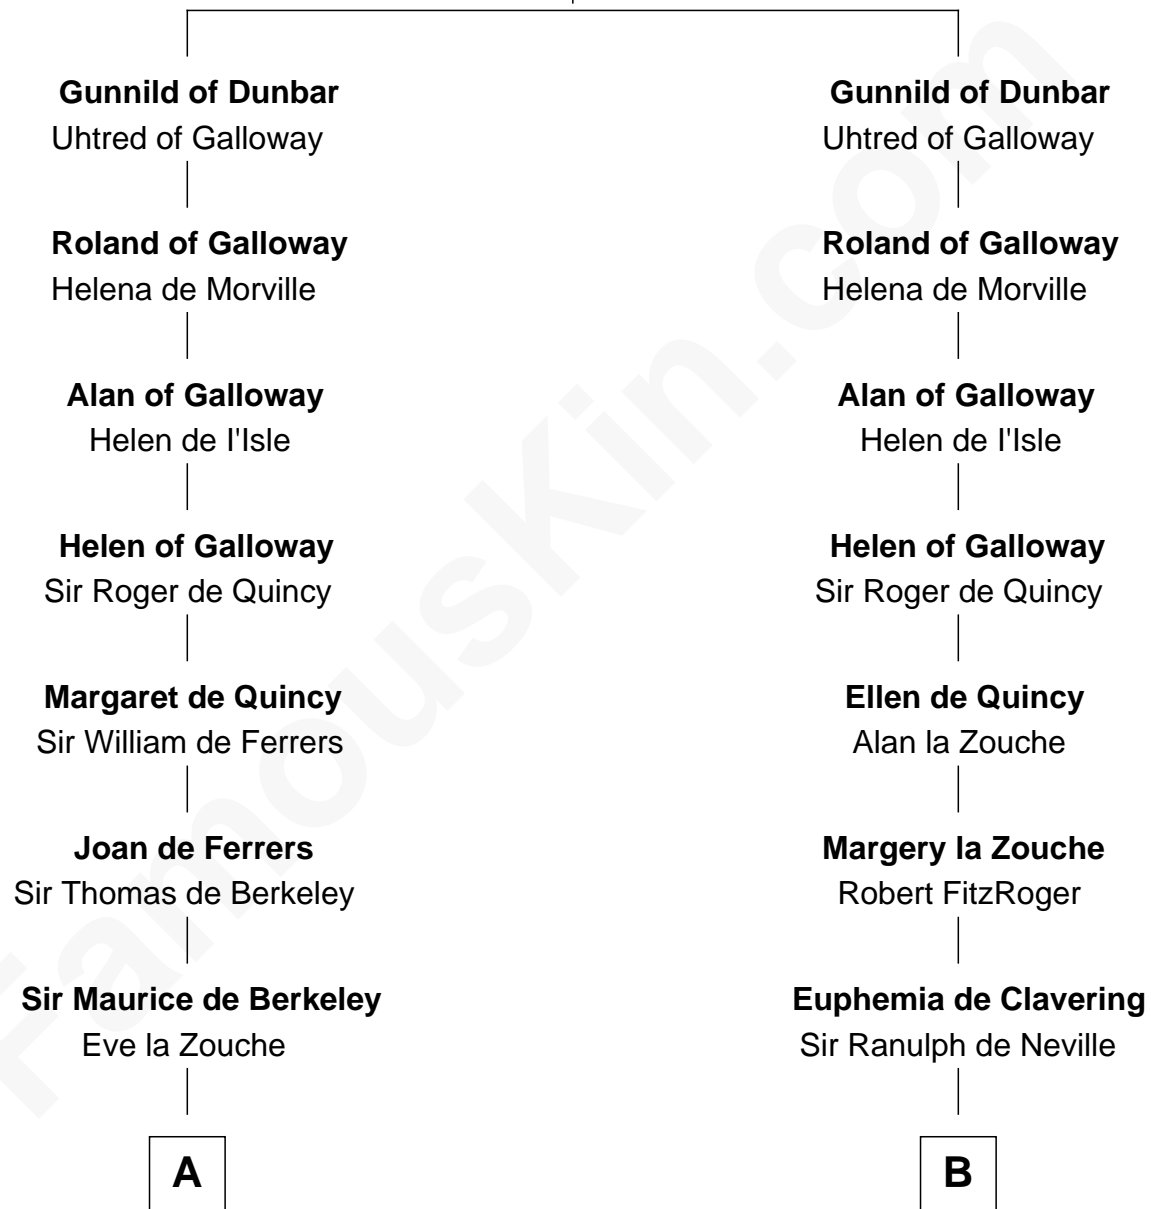 Gunnild of Dunbar
Uhtred of Galloway
Roland of Galloway
Helena de Morville
Alan of Galloway
Helen de l'Isle
Helen of Galloway
Sir Roger de Quincy
Margaret de Quincy
Sir William de Ferrers
Joan de Ferrers
Sir Thomas de Berkeley
Sir Maurice de Berkeley
Eve la Zouche
A
Gunnild of Dunbar
Uhtred of Galloway
Roland of Galloway
Helena de Morville
Alan of Galloway
Helen de l'Isle
Helen of Galloway
Sir Roger de Quincy
Ellen de Quincy
Alan la Zouche
Margery la Zouche
Robert FitzRoger
Euphemia de Clavering
Sir Ranulph de Neville
B
FamousKin.com